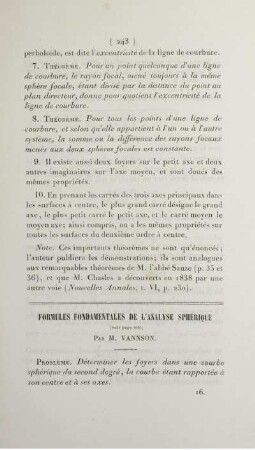 ( 243 )
perboloïde, est dite l'excentricité de la ligne de courbure.
7. Théorème. Pour un point quelconque d'une ligne
de courbure, le rayon focal, mené toujours à la même
sphère focale, étant divisé par la distance du point au
plan directeur, donne pour quotient l'excentricité de la
ligne de courbure.
8. Théorème. Pour tous les points d'une ligne de
courbure, et selon qu'elle appartient à l'un ou à l'autre
système, la somme ou la différence des rayons focaux
menés aux deux sphères focales est constante.
9. Il existe aussi deux foyers sur le petit axe et deux
autres imaginaires sur l'axe moyen, et sont doués des
mêmes propriétés.
10. En prenant les carrés des trois axes principaux dans
les surfaces à centre, le plus grand carré désigne le grand
axe, le plus petit carré le petit axe, et le carré moyen le
moyen axe; ainsi compris, on a les mêmes propriétés sur
toutes les surfaces du deuxième ordre à centre.
Note. Ces importants théorèmes ne sont qu'énoncés;
l'auteur publiera les démonstrations; ils sont analogues
aux remarquables théorèmes de M. l'abbé (p. 35 et
36), et que M. Chasles a découverts en 1838 par une
autre voie (Nouvelles Annales, t. VI, p. 230).
FORMULES FONDAMENTALES DE L'ANALYSE SPHÉRIQUE
(voir page
Par M. VANNSON.
Problème. Déterminer les foyers dans une courbe
sphérique du second degré, la courbe étant rapportée à
son centre et à ses axes.
16.